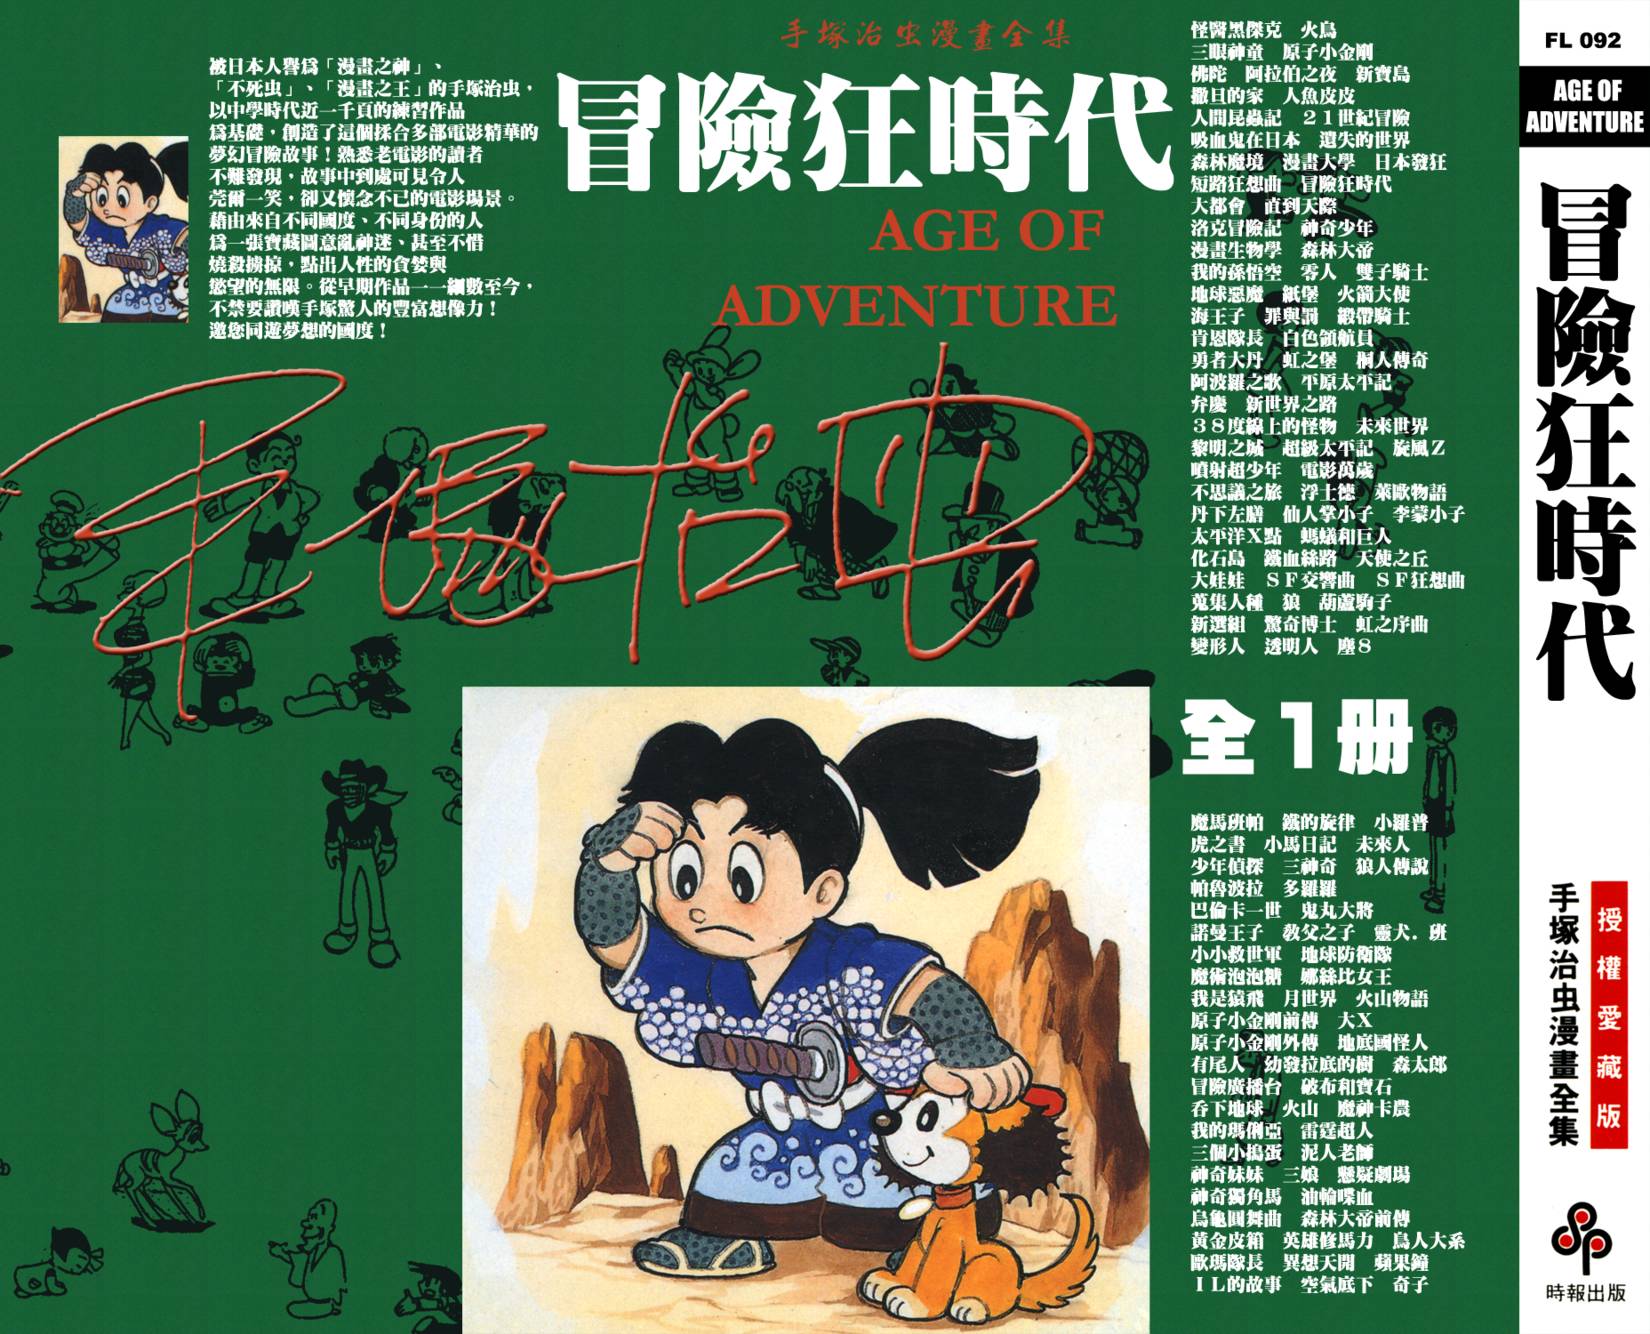 手塚治虫漫畫全集
冒險狂時代
AGE OF
ADVENTURE
被日本人譽為「漫畫之神」、
「不死虫」、「漫畫之王」的手塚治虫，
以中學時代近一千頁的練習作品
為基礎，創造了這個揉合多部電影精華的
夢幻冒險故事！熟悉老電影的讀者
不難發現，故事中到處可見令人
莞爾一笑，卻又懷念不已的電影場景。
藉由來自不同國度、不同身份的人
為一張寶藏圖意亂神迷、甚至不惜
燒殺擄掠，點出人性的貪婪與
慾望的無限。從早期作品一一細數至今，
不禁要讚嘆手塚驚人的豐富想像力！
邀您同遊夢想的國度！
手塚治虫
怪醫黑傑克　火鳥
三眼神童　原子小金剛
佛陀　阿拉伯之夜　新寶島
撒旦的家　人魚皮皮
人間昆蟲記　２１世紀冒險
吸血鬼在日本　遺失的世界
森林魔境　漫畫大學　日本發狂
短路狂想曲　冒險狂時代
大都會　直到天際
洛克冒險記　神奇少年
漫畫生物學　森林大帝
我的孫悟空　零人　雙子騎士
地球惡魔　紙堡　火箭大使
海王子　罪與罰　緞帶騎士
肯恩隊長　白色領航員
勇者大丹　虹之堡　桐人傳奇
阿波羅之歌　平原太平記
弁慶　新世界之路
３８度線上的怪物　未來世界
黎明之城　超級太平記　旋風Ｚ
噴射超少年　電影萬歲
不思議之旅　浮士德　萊歐物語
丹下左膳　仙人掌小子　李蒙小子
太平洋Ｘ點　螞蟻和巨人
化石島　鐵血絲路　天使之丘
大娃娃　ＳＦ交響曲　ＳＦ狂想曲
蒐集人種　狼　葫蘆駒子
新選組　驚奇博士　虹之序曲
變形人　透明人　塵８
全1册
魔馬班帕　鐵的旋律　小羅普
虎之書　小馬日記　未來人
少年偵探　三神奇　狼人傳說
帕魯波拉　多羅羅
巴倫卡一世　鬼丸大將
諾曼王子　教父之子　靈犬．班
小小救世軍　地球防衛隊
魔術泡泡糖　娜絲比女王
我是猿飛　月世界　火山物語
原子小金剛前傳　大Ｘ
原子小金剛外傳　地底國怪人
有尾人　幼發拉底的樹　森太郎
冒險廣播台　破布和寶石
吞下地球　火山　魔神卡農
我的瑪俐亞　雷霆超人
三個小搗蛋　泥人老師
神奇妹妹　三娘　懸疑劇場
神奇獨角馬　油輪喋血
烏龜圓舞曲　森林大帝前傳
黃金皮箱　英雄修馬力　鳥人大系
歐瑪隊長　異想天開　蘋果鐘
ＩＬ的故事　空氣底下　奇子
FL 092
AGE OF
ADVENTURE
冒險狂時代
授權愛藏版
手塚治虫漫畫全集
時報出版